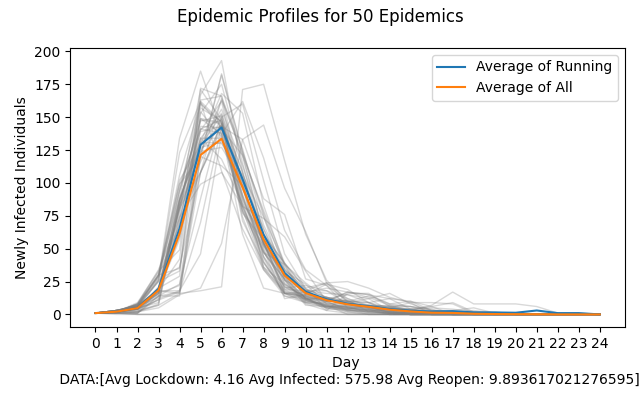 Epidemic Profiles for 50 Epidemics
200
175
150
125
100
75
50
25
0
Newly Infected Individuals
Average of Running
Average of All
0 1 2 3 4 5 6 7 8 9 10 11 12 13 14 15 16 17 18 19 20 21 22 23 24
Day
DATA:[Avg Lockdown: 4.16 Avg Infected: 575.98 Avg Reopen: 9.893617021276595]